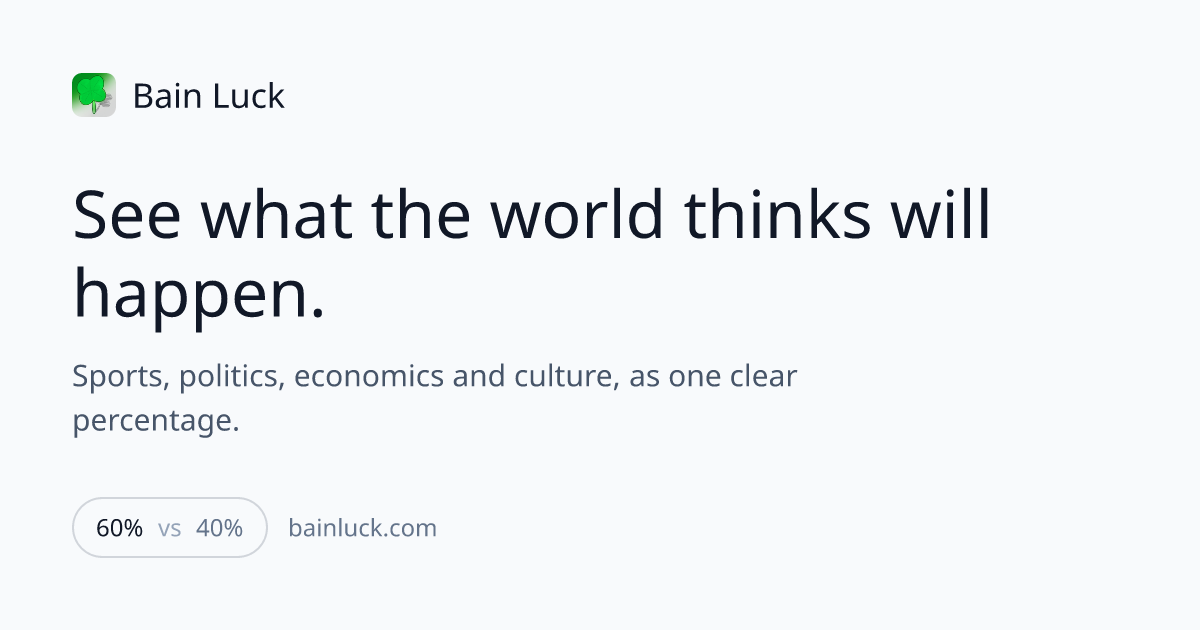 Bain Luck
See what the world thinks will
happen.
Sports, politics, economics and culture, as one clear
percentage.
60% vs 40% bainluck.com